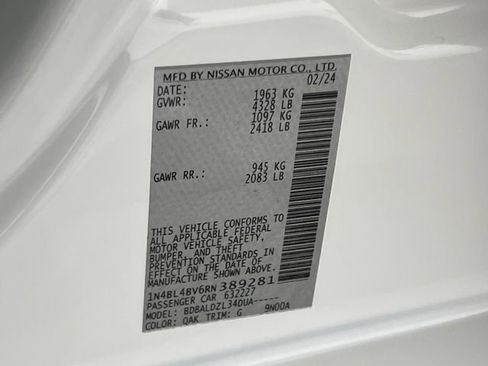 MFD BY NISSAN MOTOR CO., LTD.
DATE: 02/24
GVWR: 1963 KG
4328 LB
GAWR FR.: 1097 KG
2418 LB
GAWR RR.: 945 KG
2083 LB
THIS VEHICLE CONFORMS TO
ALL APPLICABLE FEDERAL
MOTOR VEHICLE SAFETY,
BUMPER, AND THEFT
PREVENTION STANDARDS IN
EFFECT ON THE DATE OF
MANUFACTURE SHOWN ABOVE.
1N4BL4BV6RN389281
PASSENGER CAR 632227
MODEL: BDBALDZL34DUA-----
COLOR: QAK TRIM: G 9N00A